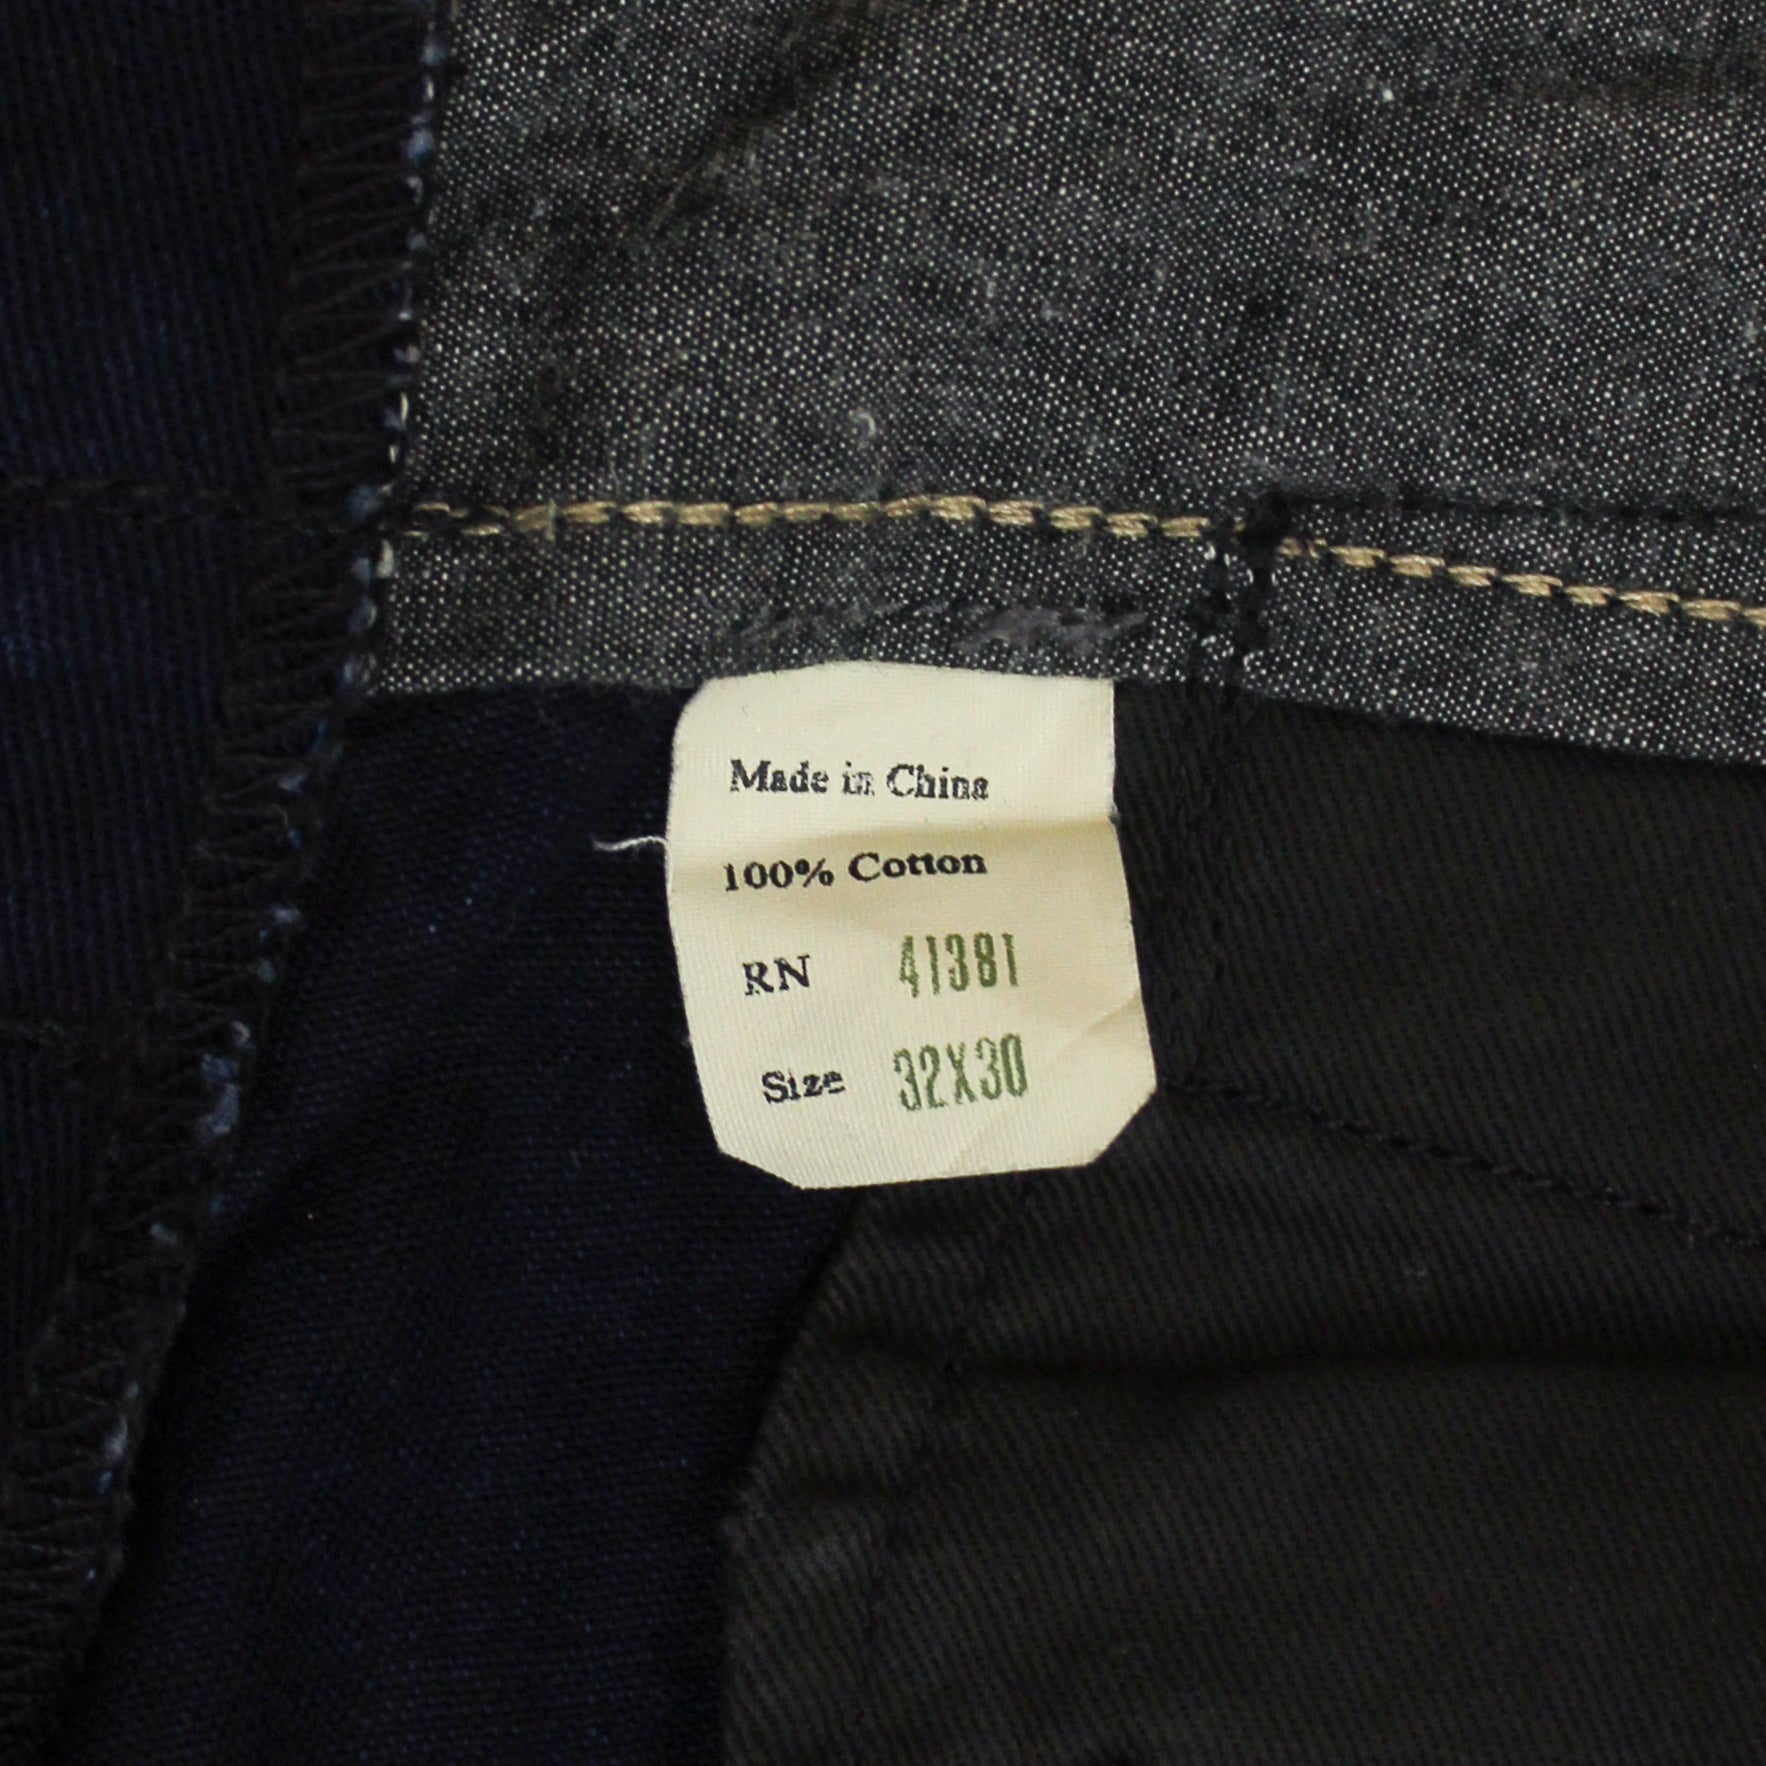 Made in China
100% Cotton
RN 41381
Size 32X30